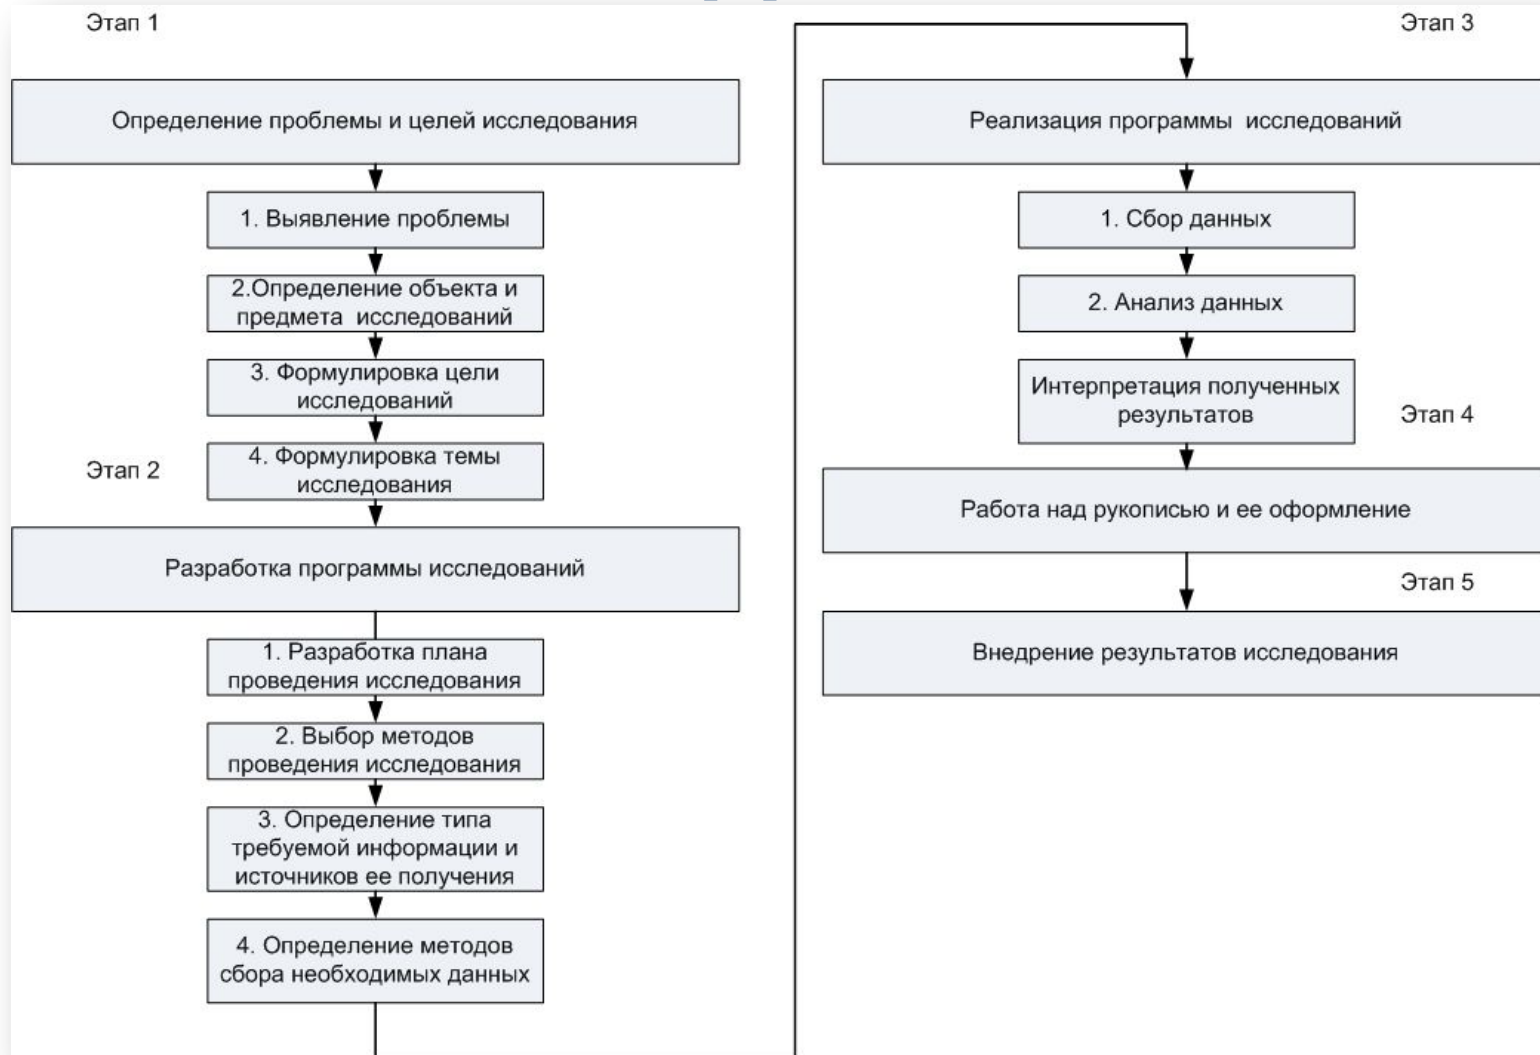 Этап 1
Определение проблемы и целей исследования
1. Выявление проблемы
2.Определение объекта и
предмета исследований
3. Формулировка цели
исследований
4. Формулировка темы
исследования
Этап 2
Разработка программы исследований
1. Разработка плана
проведения исследования
2. Выбор методов
проведения исследования
3. Определение типа
требуемой информации и
источников ее получения
4. Определение методов
сбора необходимых данных
Этап 3
Реализация программы исследований
1. Сбор данных
2. Анализ данных
Интерпретация полученных
результатов
Этап 4
Работа над рукописью и ее оформление
Этап 5
Внедрение результатов исследования